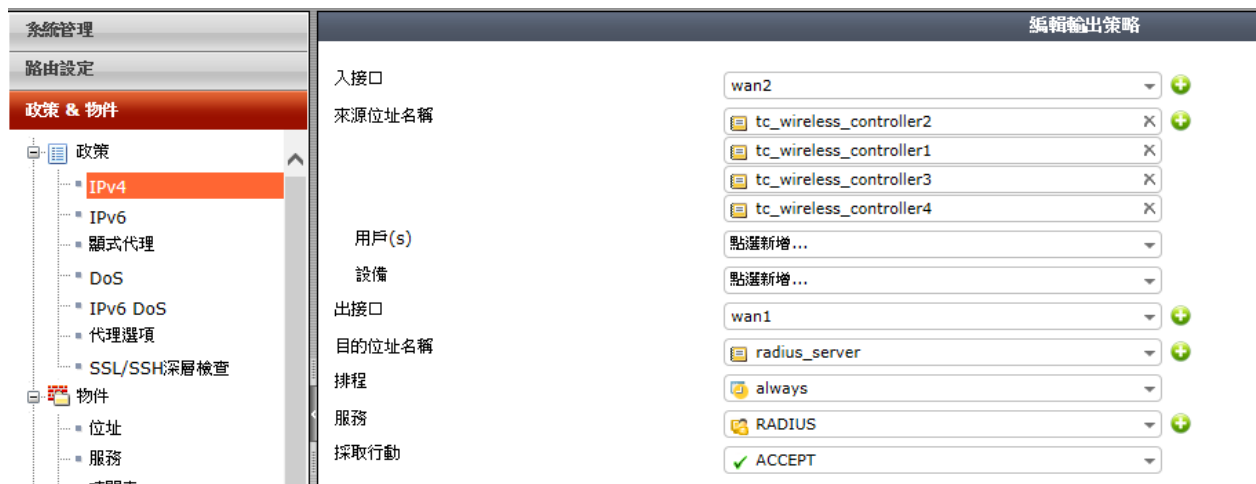 系統管理
路由設定
政策 & 物件
政策
IPv4
IPv6
顯式代理
DoS
IPv6 DoS
代理選項
SSL/SSH深層檢查
物件
位址
服務
編輯輸出策略
入接口
wan2
來源位址名稱
tc_wireless_controller2
tc_wireless_controller1
tc_wireless_controller3
tc_wireless_controller4
用戶(s)
點選新增...
設備
點選新增...
出接口
wan1
目的位址名稱
radius_server
排程
always
服務
RADIUS
採取行動
ACCEPT